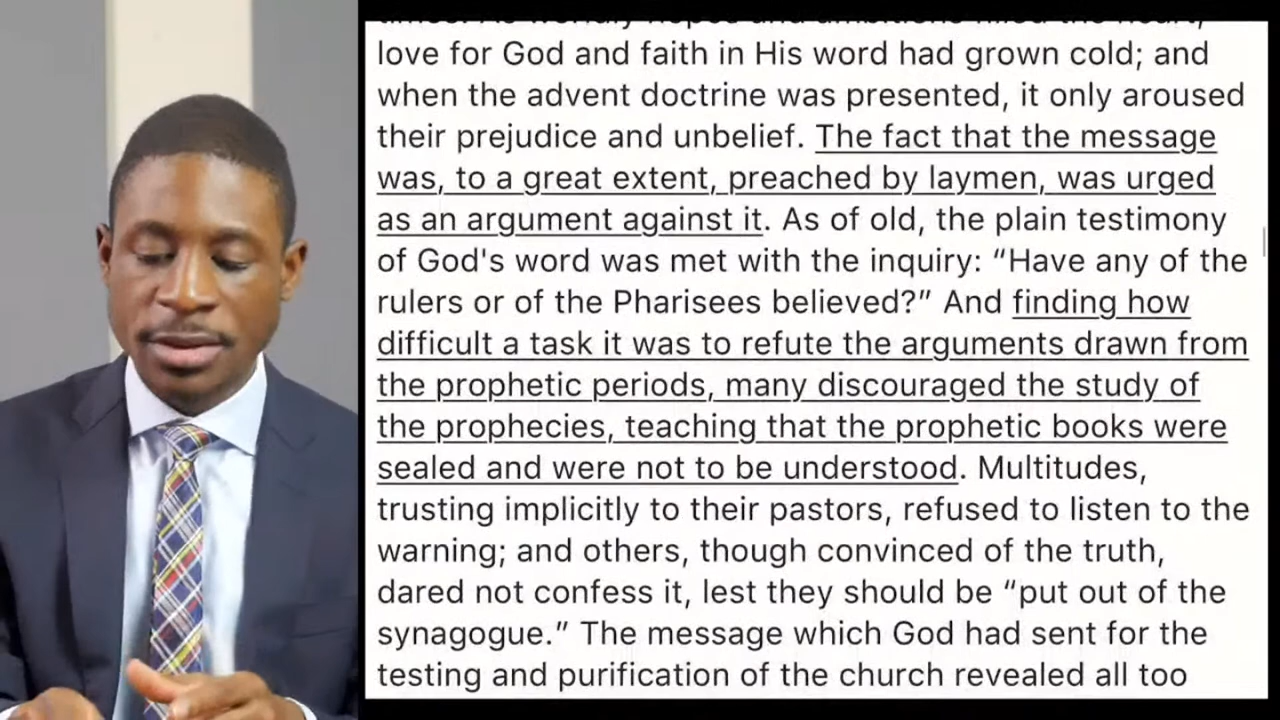 love for God and faith in His word had grown cold; and
when the advent doctrine was presented, it only aroused
their prejudice and unbelief. The fact that the message
was, to a great extent, preached by laymen, was urged
as an argument against it. As of old, the plain testimony
of God's word was met with the inquiry: “Have any of the
rulers or of the Pharisees believed?” And finding how
difficult a task it was to refute the arguments drawn from
the prophetic periods, many discouraged the study of
the prophecies, teaching that the prophetic books were
sealed and were not to be understood. Multitudes,
trusting implicitly to their pastors, refused to listen to the
warning; and others, though convinced of the truth,
dared not confess it, lest they should be “put out of the
synagogue.” The message which God had sent for the
testing and purification of the church revealed all too